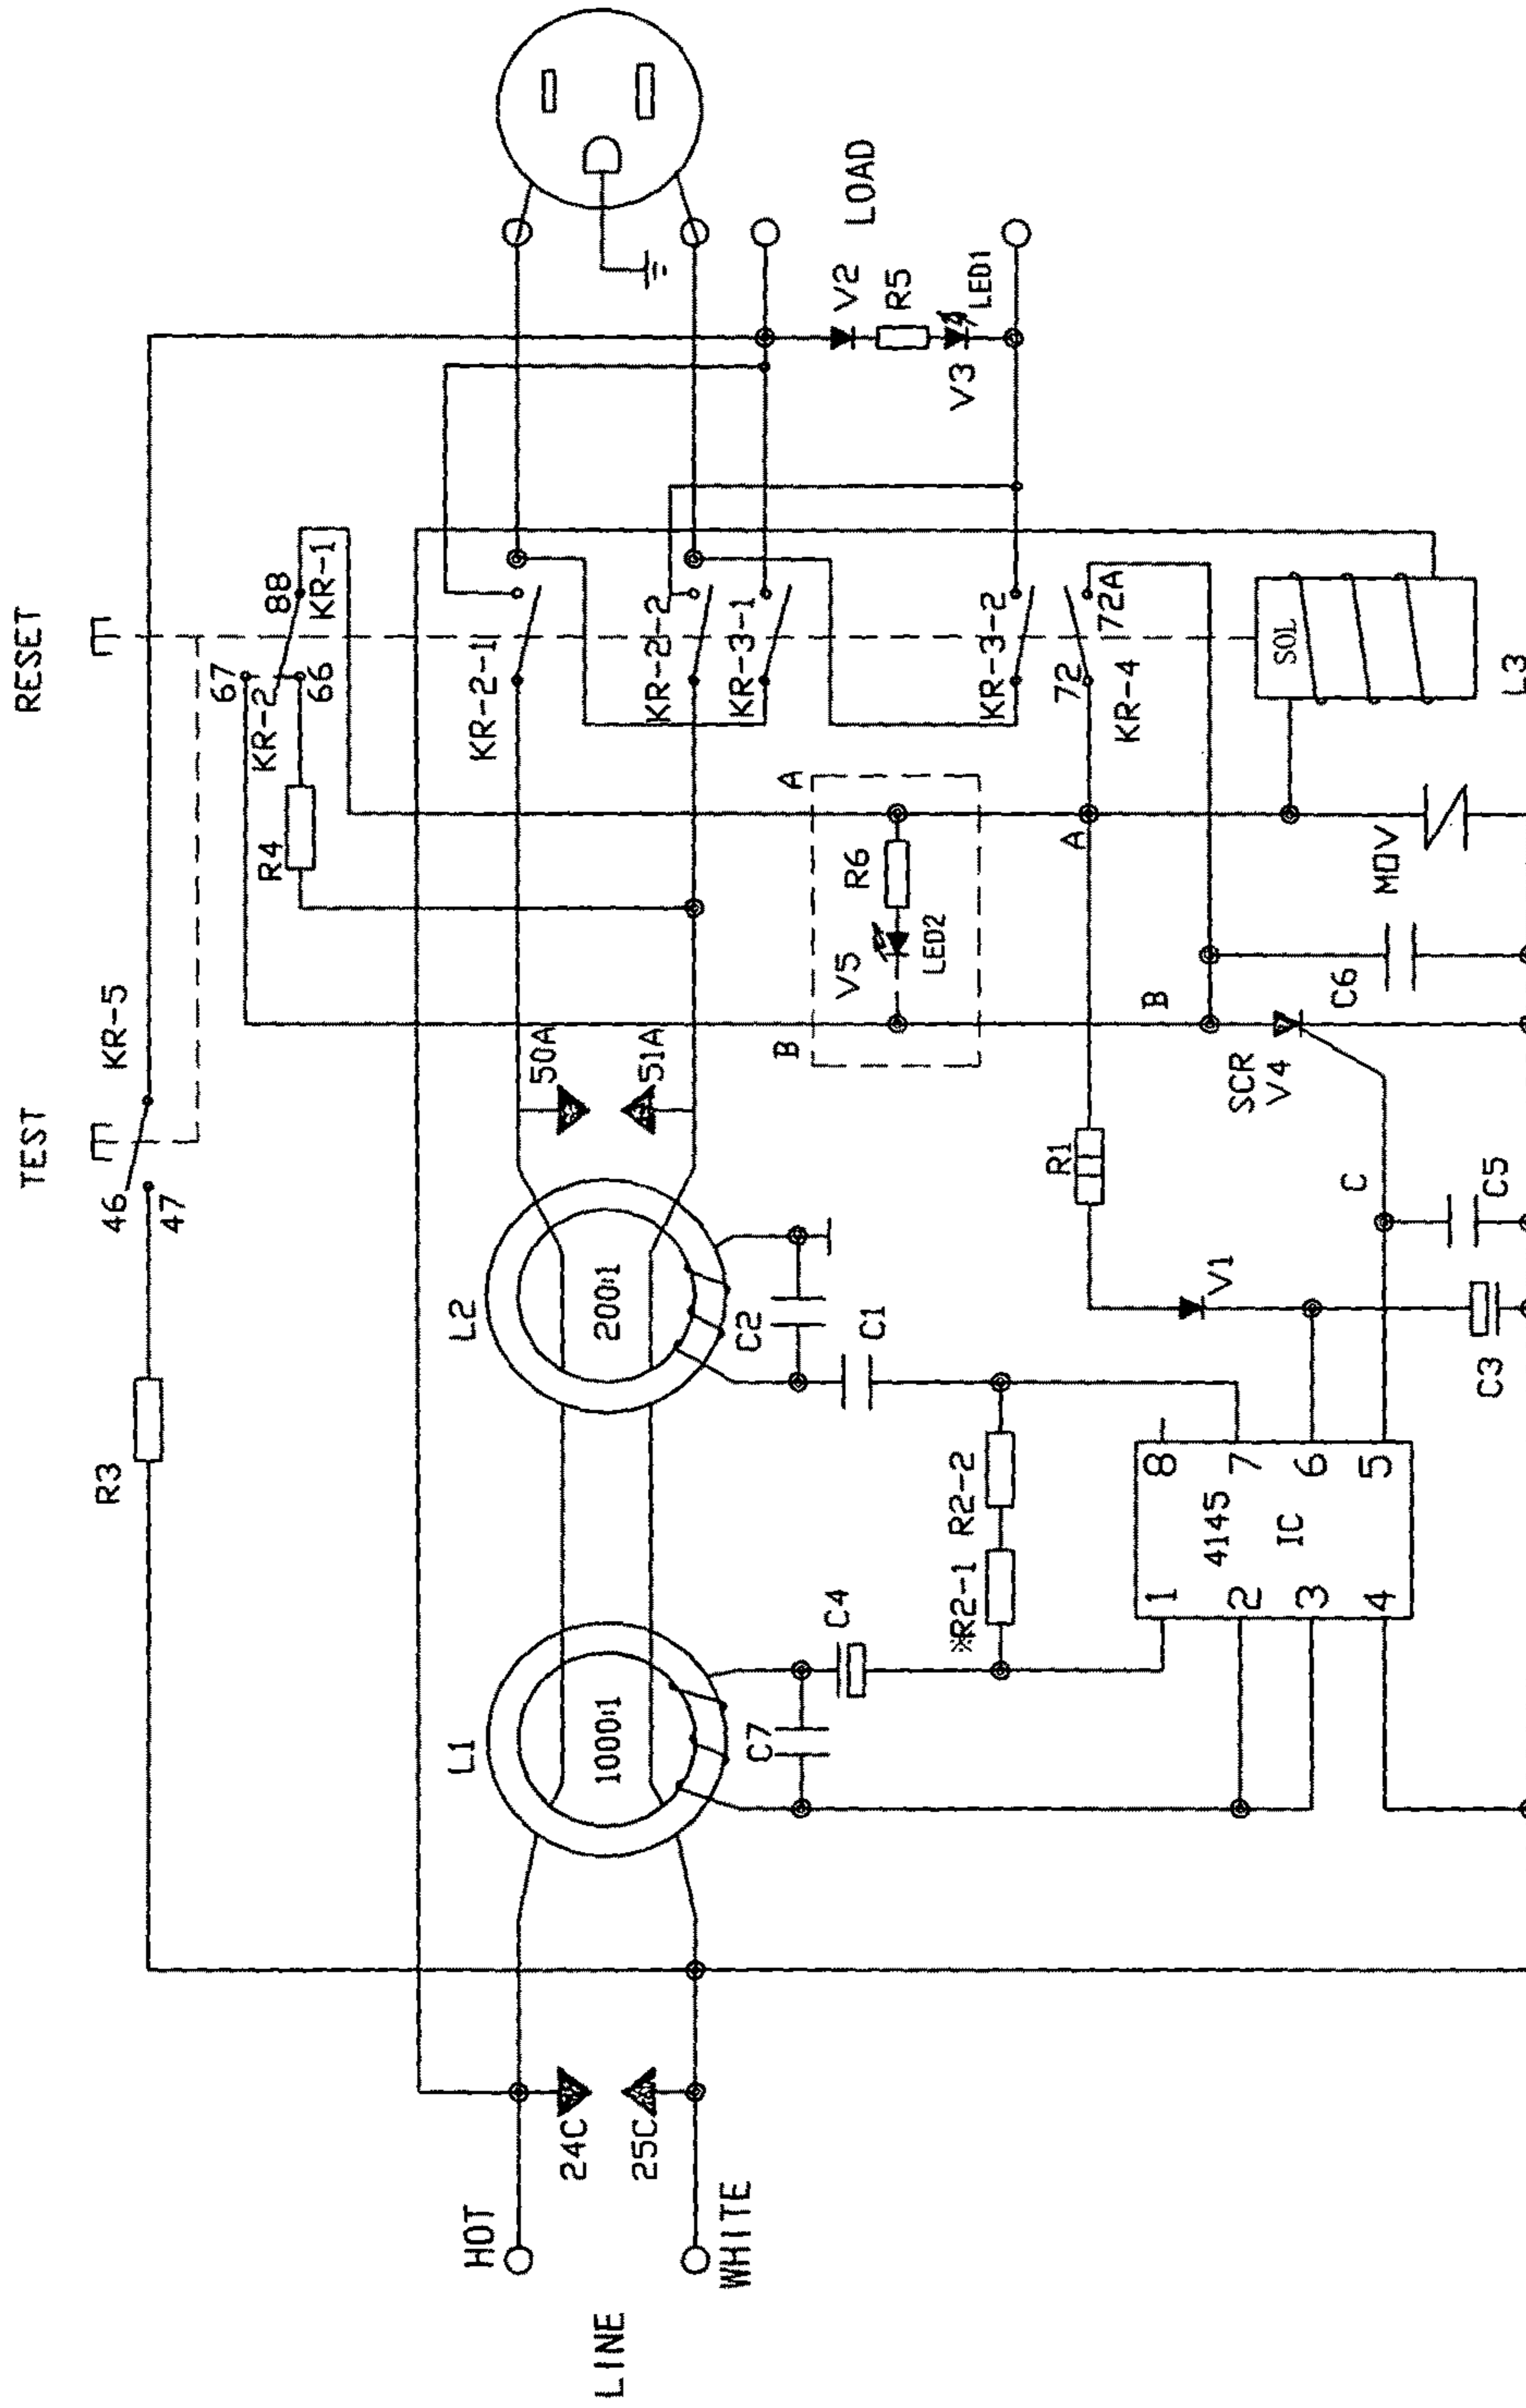 RESET
TEST
KR-5
46
47
R3
67
88
KR-1
KR-2
66
R4
LINE
HOT
WHITE
24C
25C
L1
1000:1
L2
200:1
50A
51A
KR-2-1
KR-2-2
KR-3-1
KR-3-2
72
72A
KR-4
LOAD
V2
R5
V3
LED1
A
B
R6
V5
LED2
A
B
C7
C4
C2
C1
※R2-1
R2-2
R1
V1
SCR
V4
C
C6
MOV
SOL
L3
4145
IC
1
2
3
4
8
7
6
5
C3
C5